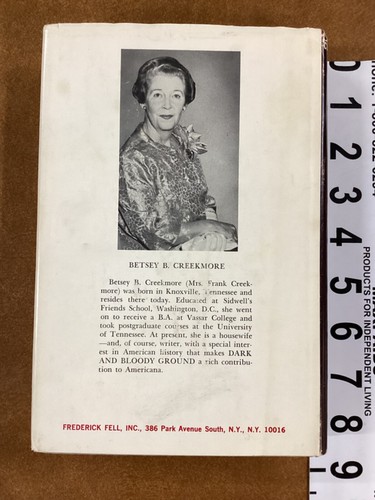 BETSEY B. CREEKMORE
Betsey B. Creekmore (Mrs. Frank Creek-
more) was born in Knoxville, Tennessee and
resides there today. Educated at Sidwell's
Friends School, Washington, D.C., she went
on to receive a B.A. at Vassar College and
took postgraduate courses at the University
of Tennessee. At present, she is a housewife
—and, of course, writer, with a special inter-
est in American history that makes DARK
AND BLOODY GROUND a rich contribu-
tion to Americana.
FREDERICK FELL, INC., 386 Park Avenue South, N.Y., N.Y. 10016
0
1
2
3
4
5
6
7
8
9
PRODUCTS FOR INDEPENDENT LIVING